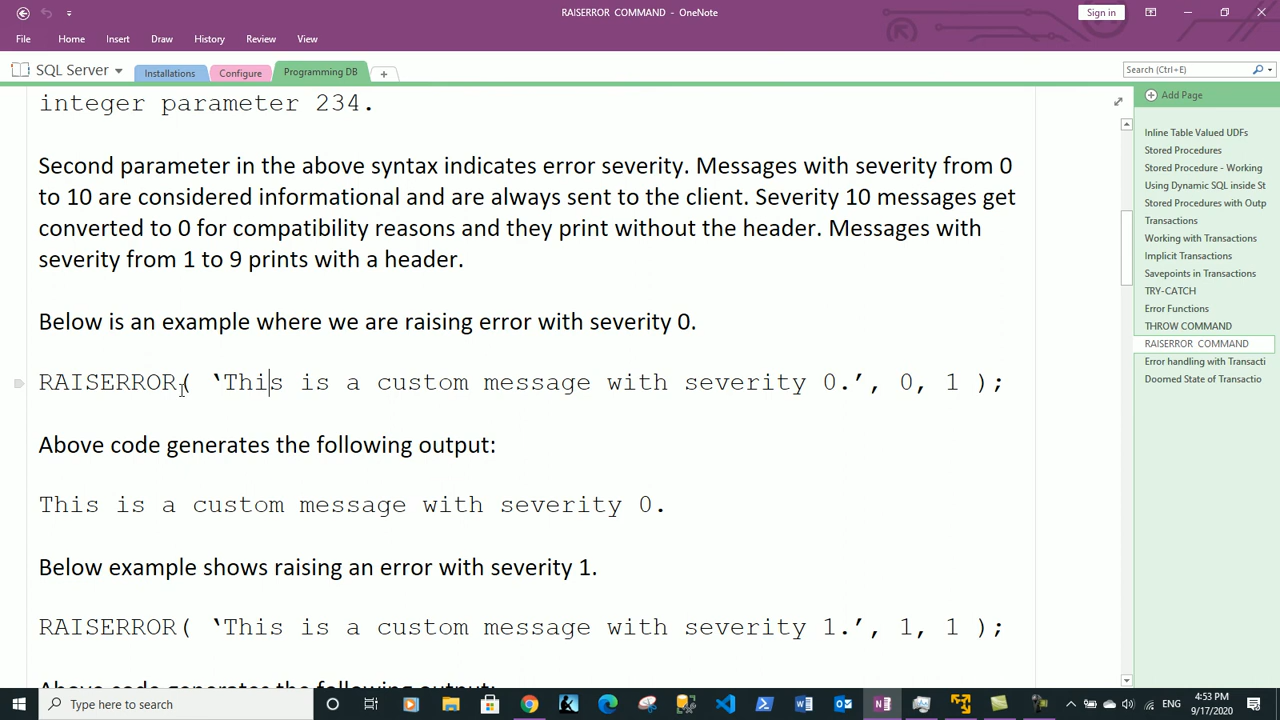 RAISERROR COMMAND - OneNote
Sign in
File Home Insert Draw History Review View
SQL Server Installations Configure Programming DB
Search (Ctrl+E)
Add Page
integer parameter 234.
Second parameter in the above syntax indicates error severity. Messages with severity from 0
to 10 are considered informational and are always sent to the client. Severity 10 messages get
converted to 0 for compatibility reasons and they print without the header. Messages with
severity from 1 to 9 prints with a header.
Below is an example where we are raising error with severity 0.
RAISERROR( ‘This is a custom message with severity 0.’, 0, 1 );
Above code generates the following output:
This is a custom message with severity 0.
Below example shows raising an error with severity 1.
RAISERROR( ‘This is a custom message with severity 1.’, 1, 1 );
Above code generates the following output:
Inline Table Valued UDFs
Stored Procedures
Stored Procedure - Working
Using Dynamic SQL inside St
Stored Procedures with Outp
Transactions
Working with Transactions
Implicit Transactions
Savepoints in Transactions
TRY-CATCH
Error Functions
THROW COMMAND
RAISERROR COMMAND
Error handling with Transacti
Doomed State of Transactio
Type here to search
ENG
4:53 PM
9/17/2020